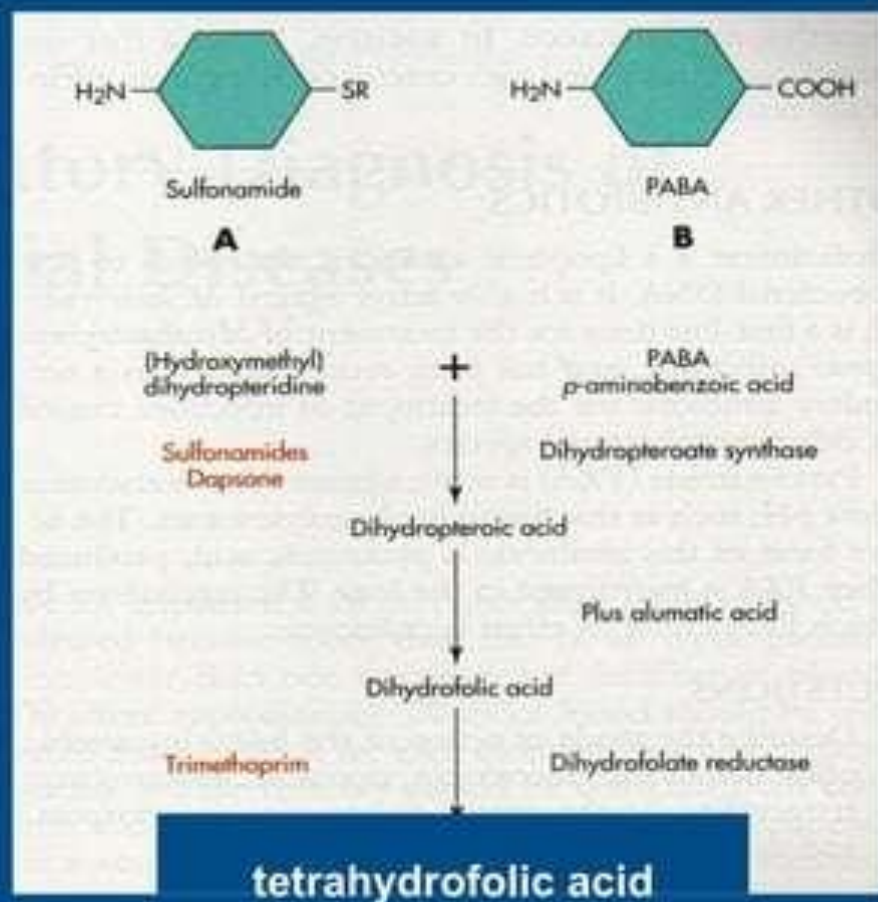 H₂N
SR
H₂N
COOH
Sulfonamide
PABA
A
B
(Hydroxymethyl)
dihydropteridine
+
PABA
p-aminobenzoic acid
Sulfonamides
Dapsone
Dihydropteroate synthase
Dihydropteroic acid
Plus alumatic acid
Dihydrofolic acid
Trimethoprim
Dihydrofolate reductase
tetrahydrofolic acid